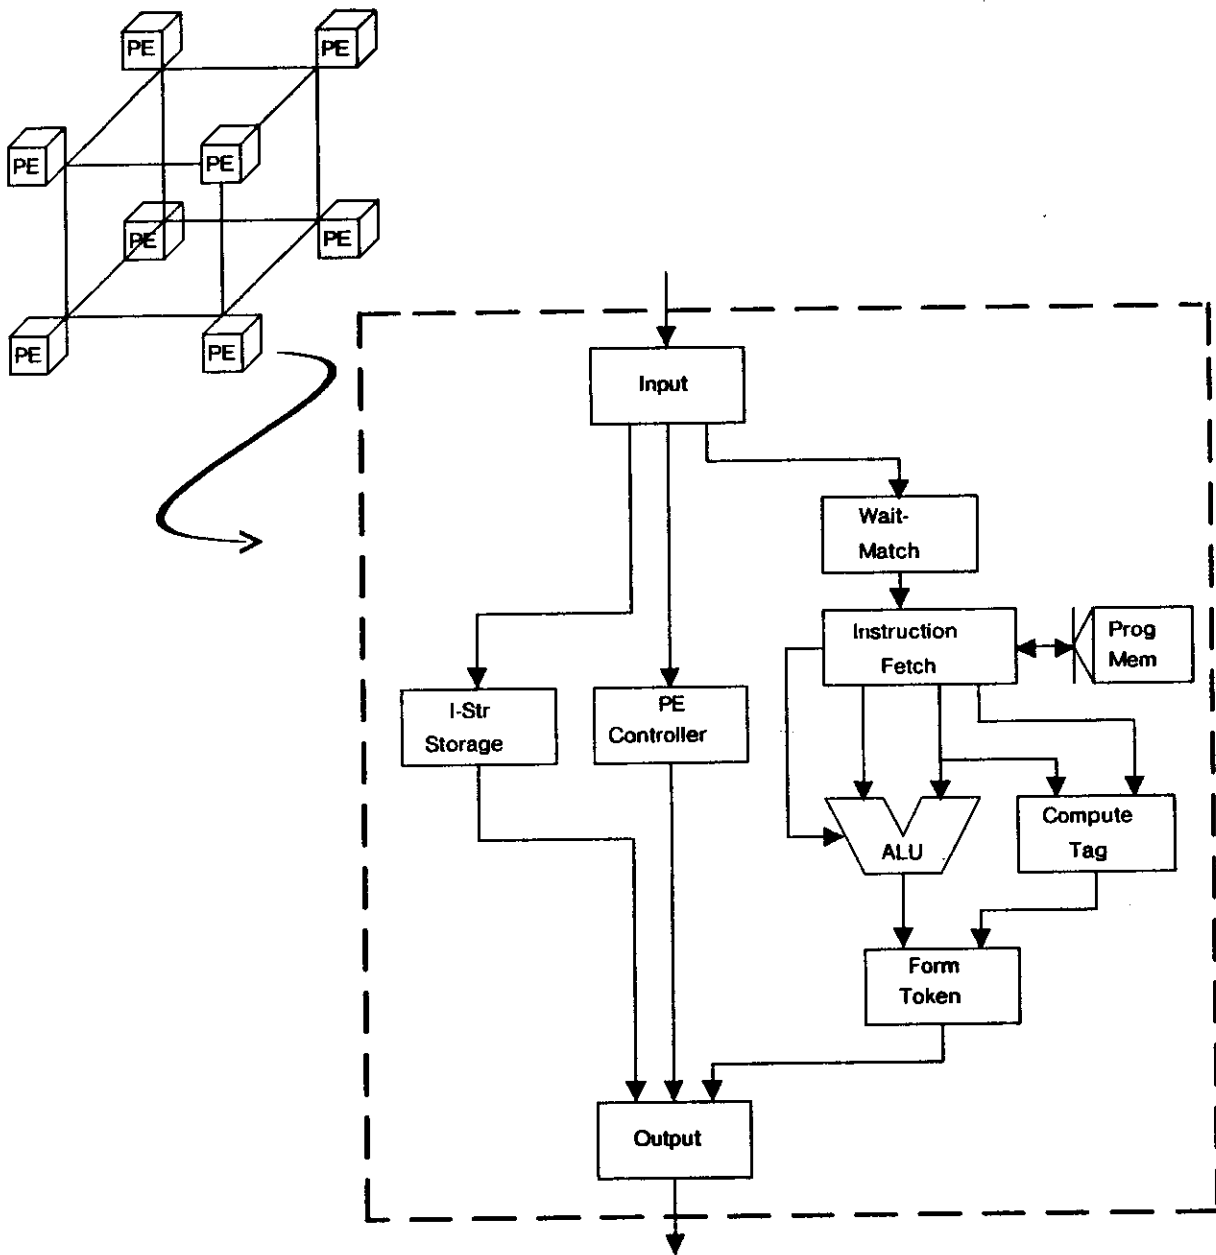 PE
PE
PE
PE
PE
PE
PE
PE
Input
Wait-
Match
Instruction
Fetch
Prog
Mem
I-Str
Storage
PE
Controller
ALU
Compute
Tag
Form
Token
Output